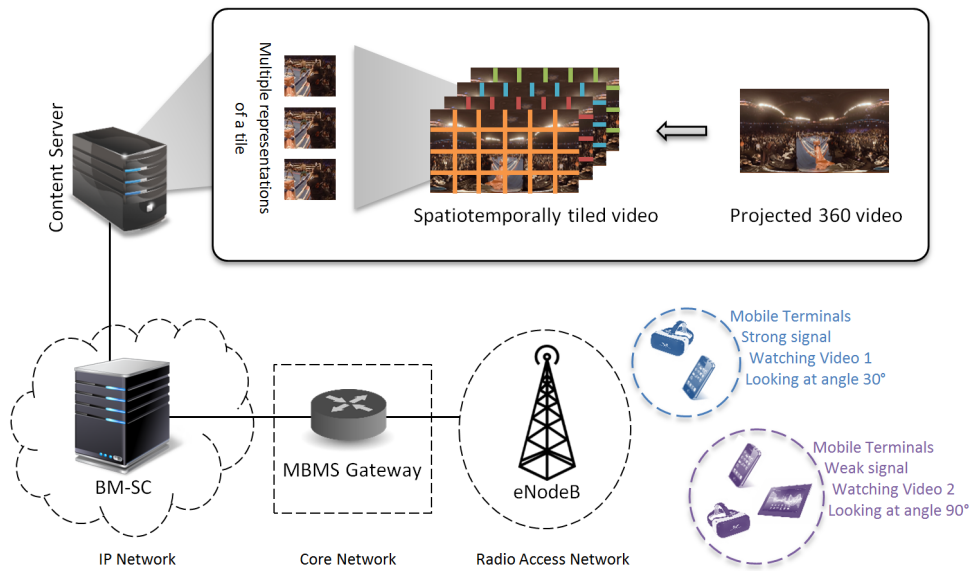 Content Server
Multiple representations
of a tile
Spatiotemporally tiled video
Projected 360 video
Mobile Terminals
Strong signal
Watching Video 1
Looking at angle 30°
BM-SC
MBMS Gateway
eNodeB
Mobile Terminals
Weak signal
Watching Video 2
Looking at angle 90°
IP Network
Core Network
Radio Access Network